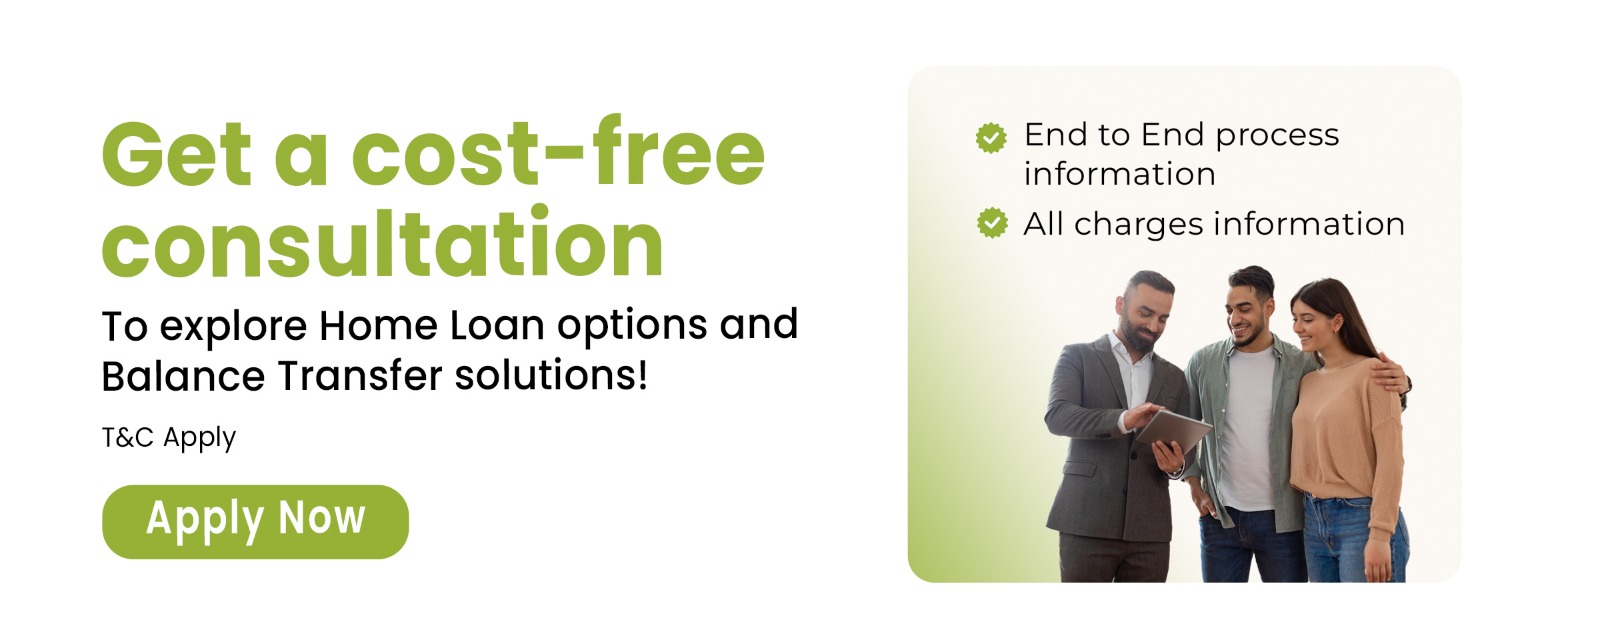 Get a cost-free
consultation
To explore Home Loan options and
Balance Transfer solutions!
T&C Apply
Apply Now
End to End process
information
All charges information